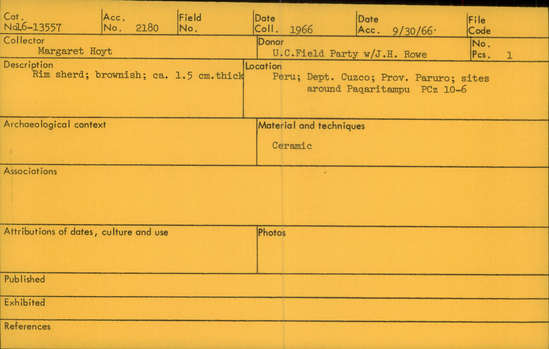 Cat. No. 16-13557 Acc. No. 2180 Field No. Date Coll. 1966 Date Acc. 9/30/66 File Code
Collector Margaret Hoyt Donor U.C.Field Party w/J.H. Rowe No. Pcs. 1
Description Location
Rim sherd; brownish; ca. 1.5 cm.thick Peru; Dept. Cuzco; Prov. Paruro; sites
around Paqaritampu PCz 10-6
Archaeological context Material and techniques
Ceramic
Associations
Attributions of dates, culture and use Photos
Published
Exhibited
References